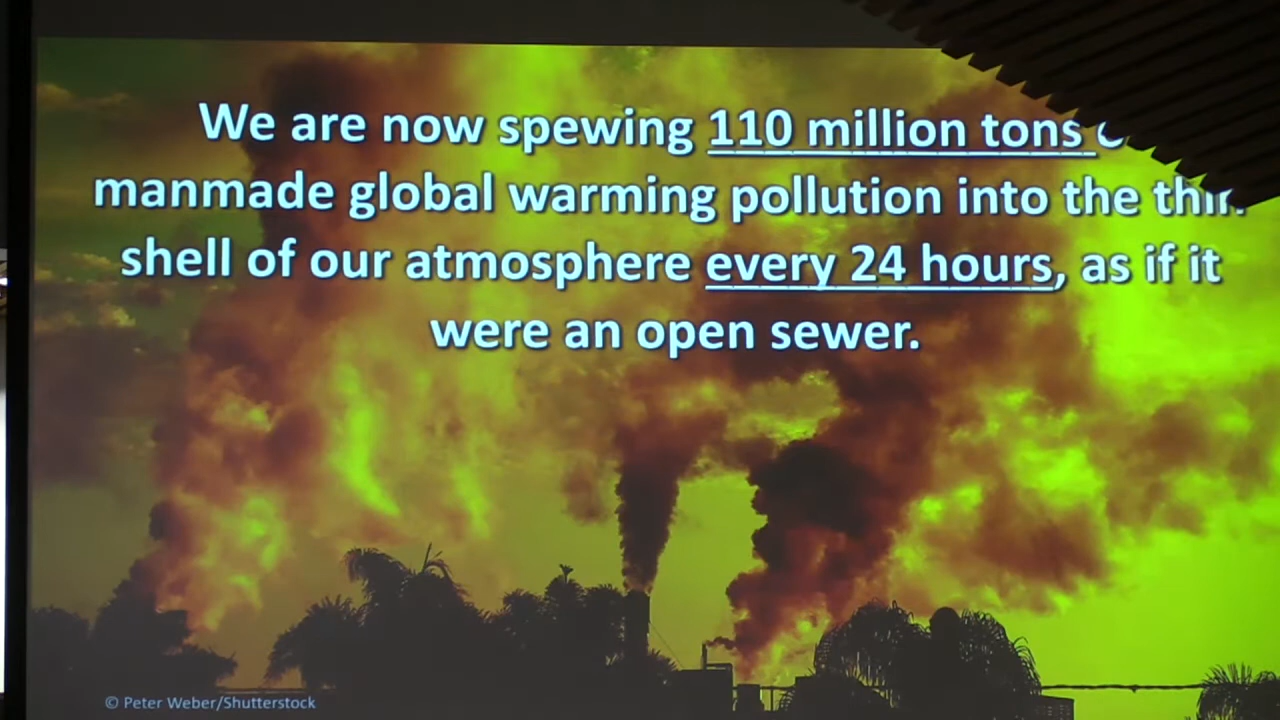 We are now spewing 110 million tons
manmade global warming pollution into the thin
shell of our atmosphere every 24 hours, as if it
were an open sewer.
© Peter Weber/Shutterstock